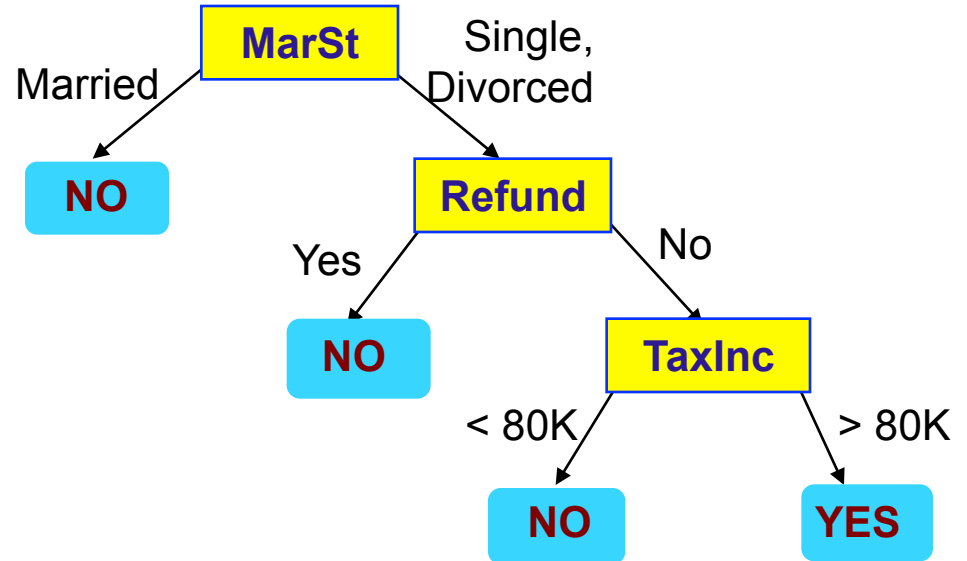 MarSt
Single,
Married
Divorced
NO
Refund
Yes
No
NO
TaxInc
< 80K
> 80K
NO
YES